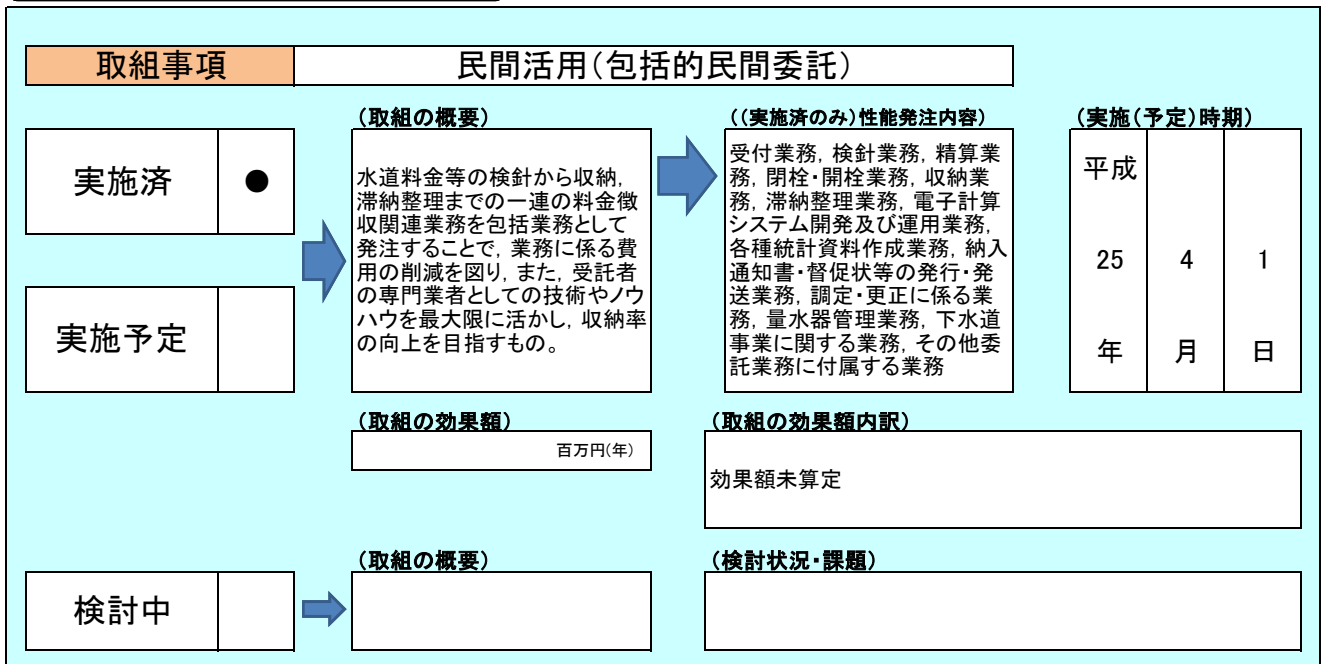 取組事項
民間活用(包括的民間委託)
(取組の概要)
((実施済のみ)性能発注内容)
(実施(予定)時期)
実施済
●
水道料金等の検針から収納,
滞納整理までの一連の料金徴
収関連業務を包括業務として
発注することで, 業務に係る費
用の削減を図り, また, 受託者
の専門業者としての技術やノウ
ハウを最大限に活かし, 収納率
の向上を目指すもの。
受付業務, 検針業務, 精算業
務, 閉栓・開栓業務, 収納業
務, 滞納整理業務, 電子計算
システム開発及び運用業務,
各種統計資料作成業務, 納入
通知書・督促状等の発行・発
送業務, 調定・更正に係る業
務, 量水器管理業務, 下水道
事業に関する業務, その他委
託業務に付属する業務
平成
25 4 1
年 月 日
実施予定
(取組の効果額)
百万円(年)
(取組の効果額内訳)
効果額未算定
(取組の概要)
(検討状況・課題)
検討中